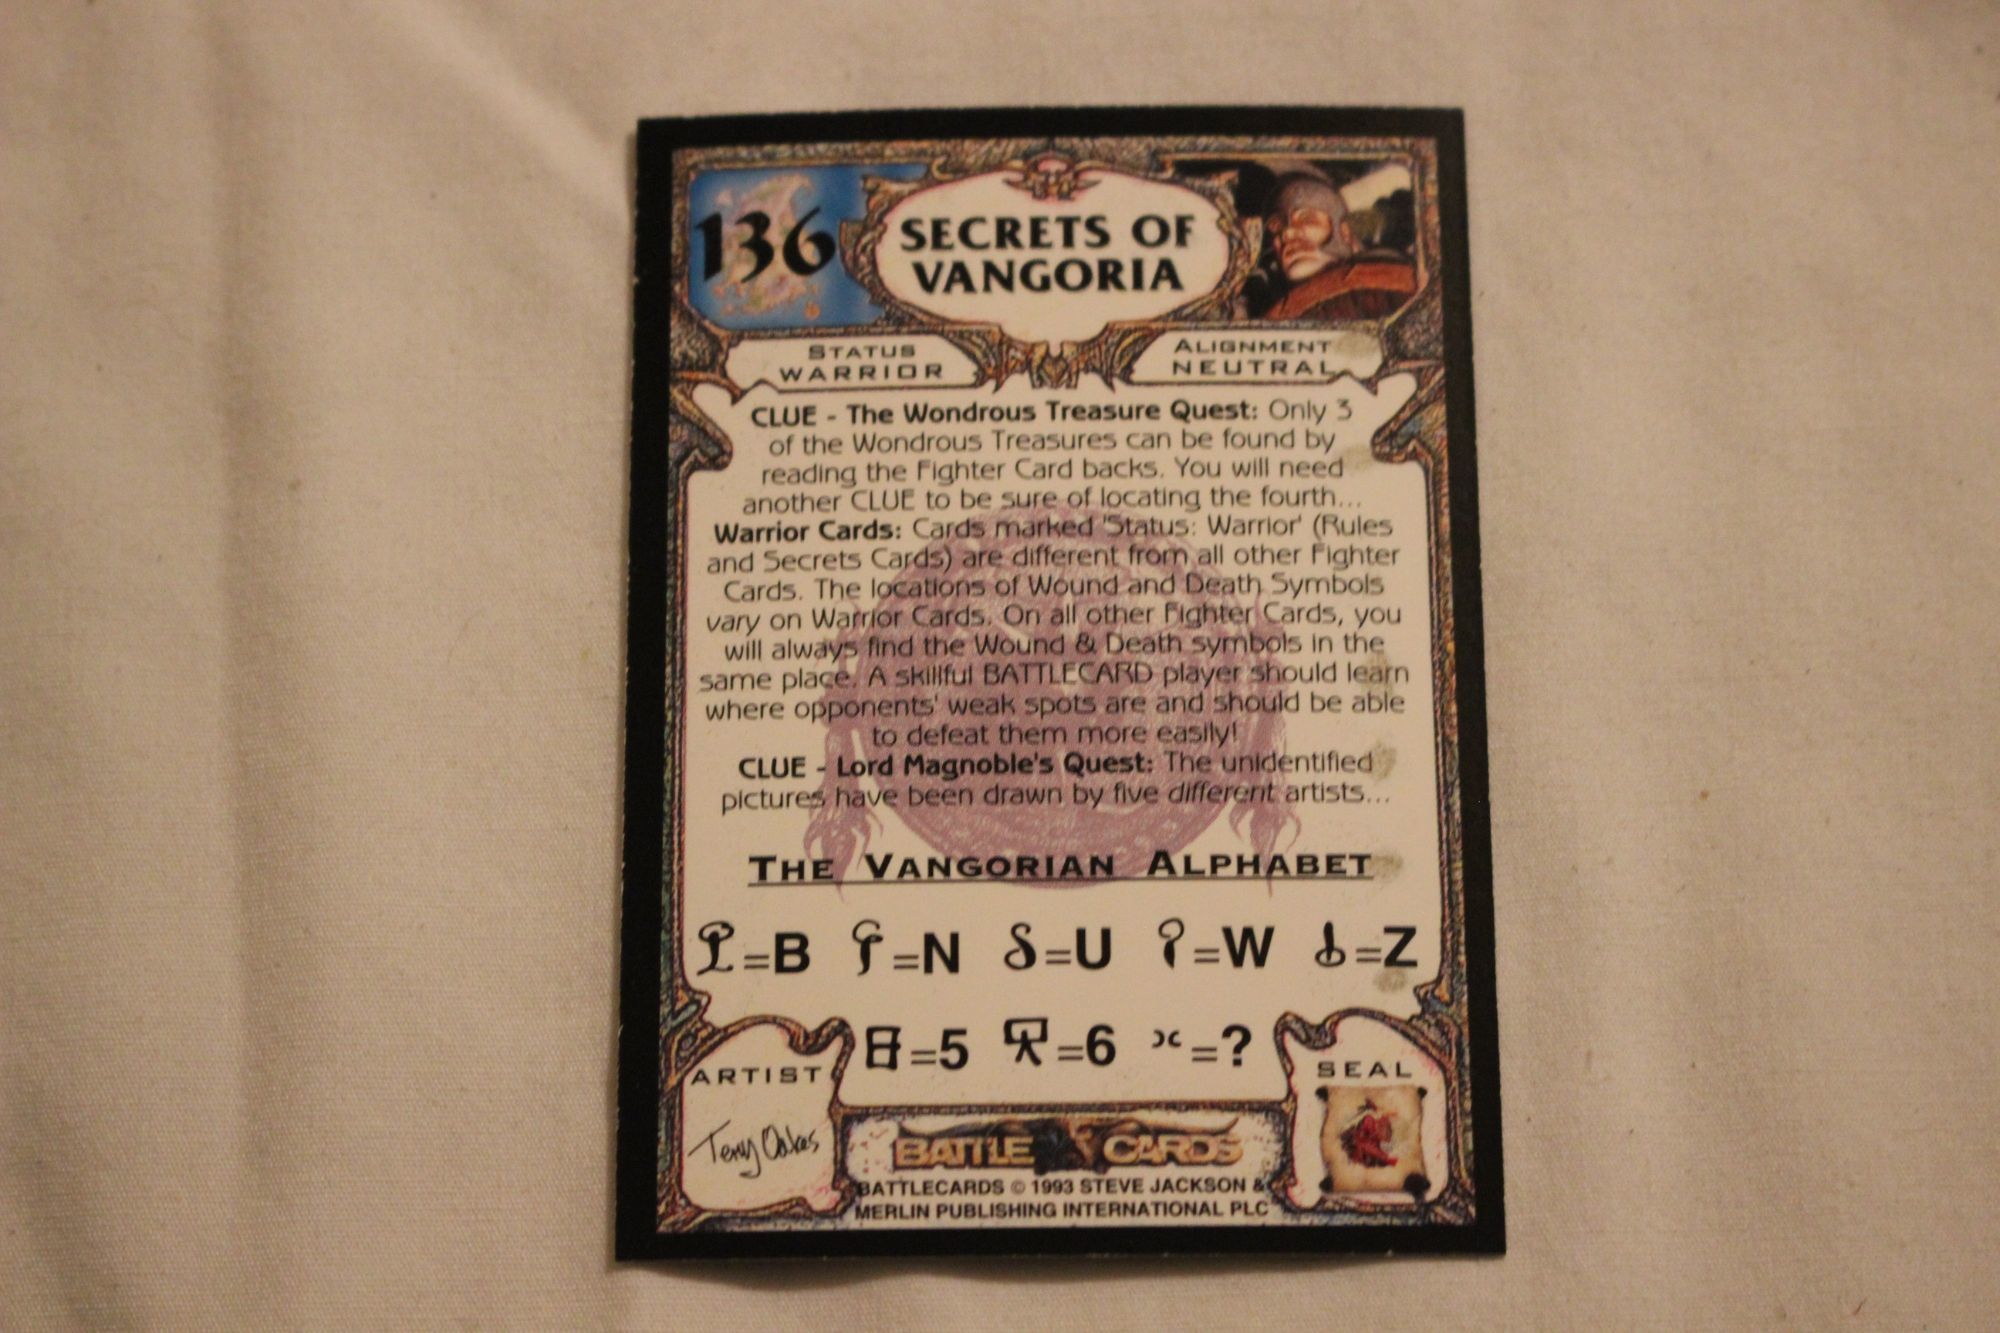 136
SECRETS OF
VANGORIA
STATUS
WARRIOR
ALIGNMENT
NEUTRAL
CLUE - The Wondrous Treasure Quest: Only 3
of the Wondrous Treasures can be found by
reading the Fighter Card backs. You will need
another CLUE to be sure of locating the fourth...
Warrior Cards: Cards marked 'Status: Warrior' (Rules
and Secrets Cards) are different from all other Fighter
Cards. The locations of Wound and Death Symbols
vary on Warrior Cards. On all other Fighter Cards, you
will always find the Wound & Death symbols in the
same place. A skillful BATTLECARD player should learn
where opponents' weak spots are and should be able
to defeat them more easily!
CLUE - Lord Magnoble's Quest: The unidentified
pictures have been drawn by five different artists...
THE VANGORIAN ALPHABET
=B =N =U =W =Z
=5 =6 =?
ARTIST
Terry Oakes
SEAL
BATTLE CARDS
BATTLECARDS © 1993 STEVE JACKSON &
MERLIN PUBLISHING INTERNATIONAL PLC